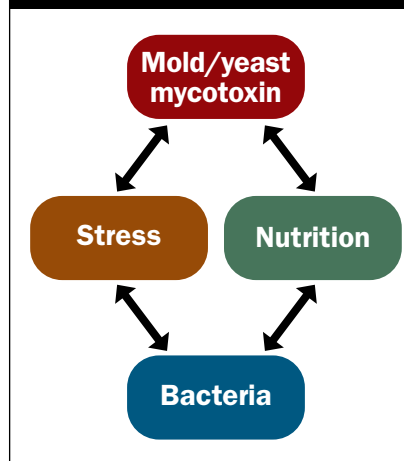 Mold/yeast
mycotoxin
Stress
Nutrition
Bacteria